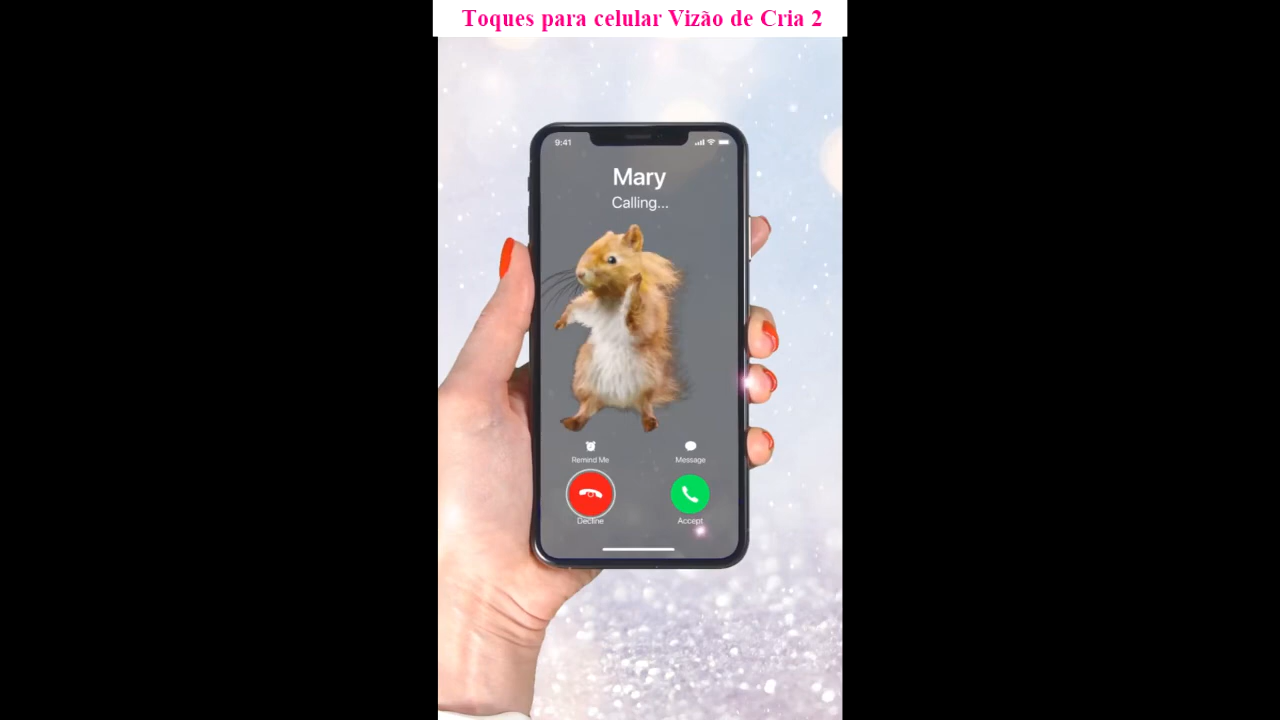 Toques para celular Vizão de Cria 2
9:41
Mary
Calling...
Remind Me
Message
Decline
Accept